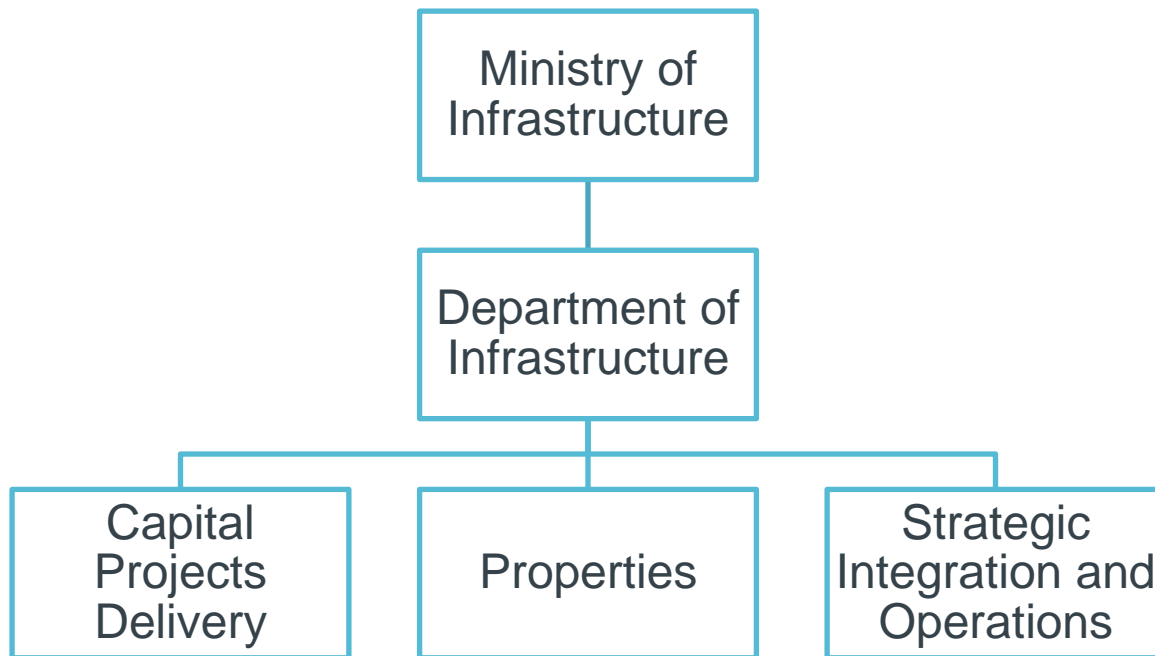 Ministry of
Infrastructure
Department of
Infrastructure
Capital
Projects
Delivery
Properties
Strategic
Integration and
Operations